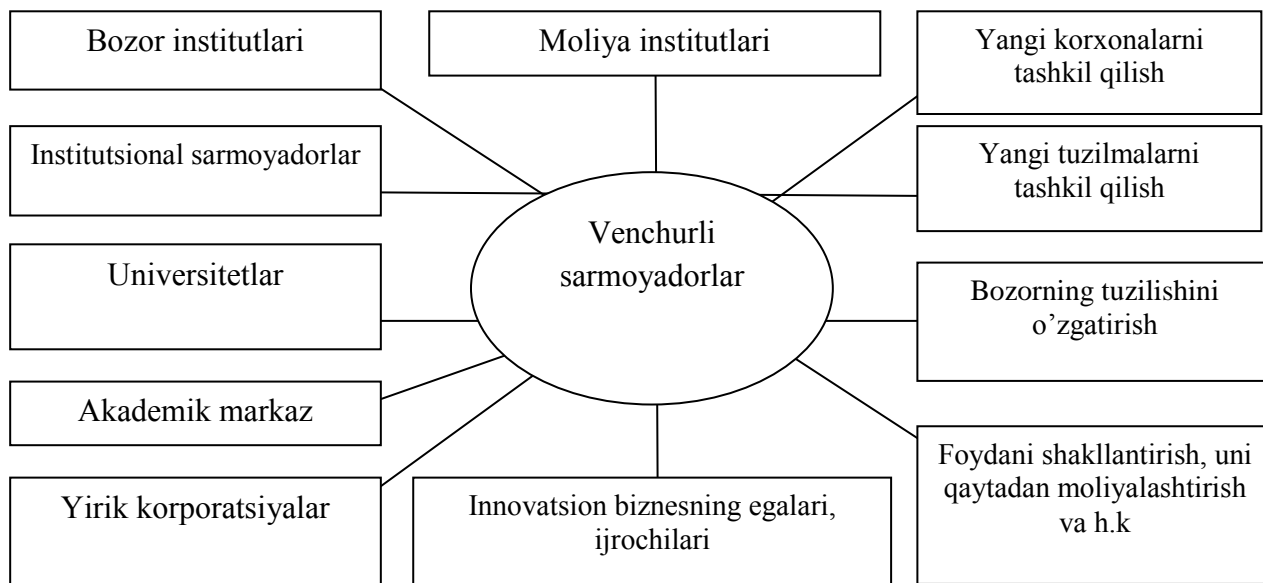 Bozor institutlari
Moliya institutlari
Yangi korxonalarni
tashkil qilish
Institutsional sarmoyadorlar
Yangi tuzilmalarni
tashkil qilish
Venchurli
sarmoyadorlar
Universitetlar
Bozorning tuzilishini
o’zgatirish
Akademik markaz
Yirik korporatsiyalar
Innovatsion biznesning egalari,
ijrochilari
Foydani shakllantirish, uni
qaytadan moliyalashtirish
va h.k